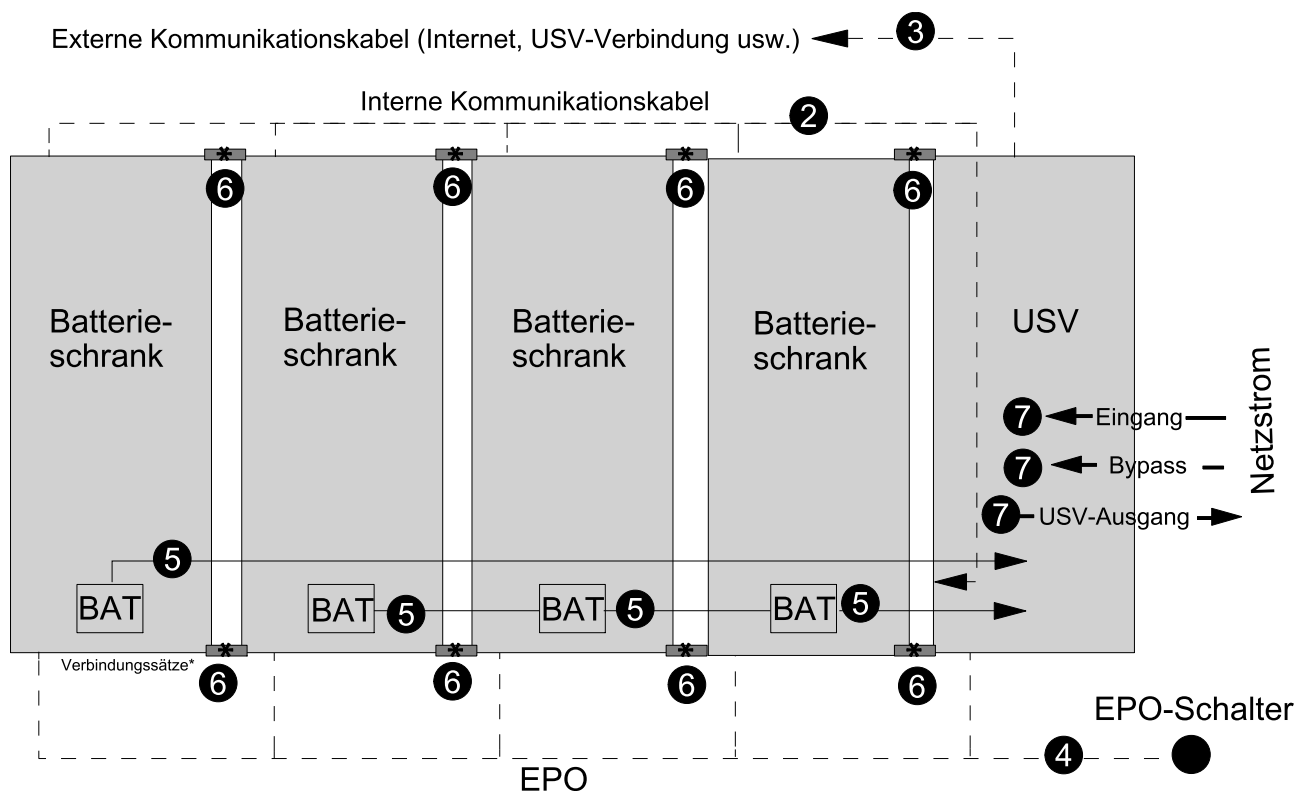 Externe Kommunikationskabel (Internet, USV-Verbindung usw.)
3
Interne Kommunikationskabel
2
* * * *
6 6 6 6
Batterie-
schrank
Batterie-
schrank
Batterie-
schrank
Batterie-
schrank
USV
Netzstrom
7 Eingang
7 Bypass
7 USV-Ausgang
5
BAT
BAT 5
BAT 5
BAT 5
* * * *
Verbindungssätze*
6 6 6 6
EPO-Schalter
4
EPO